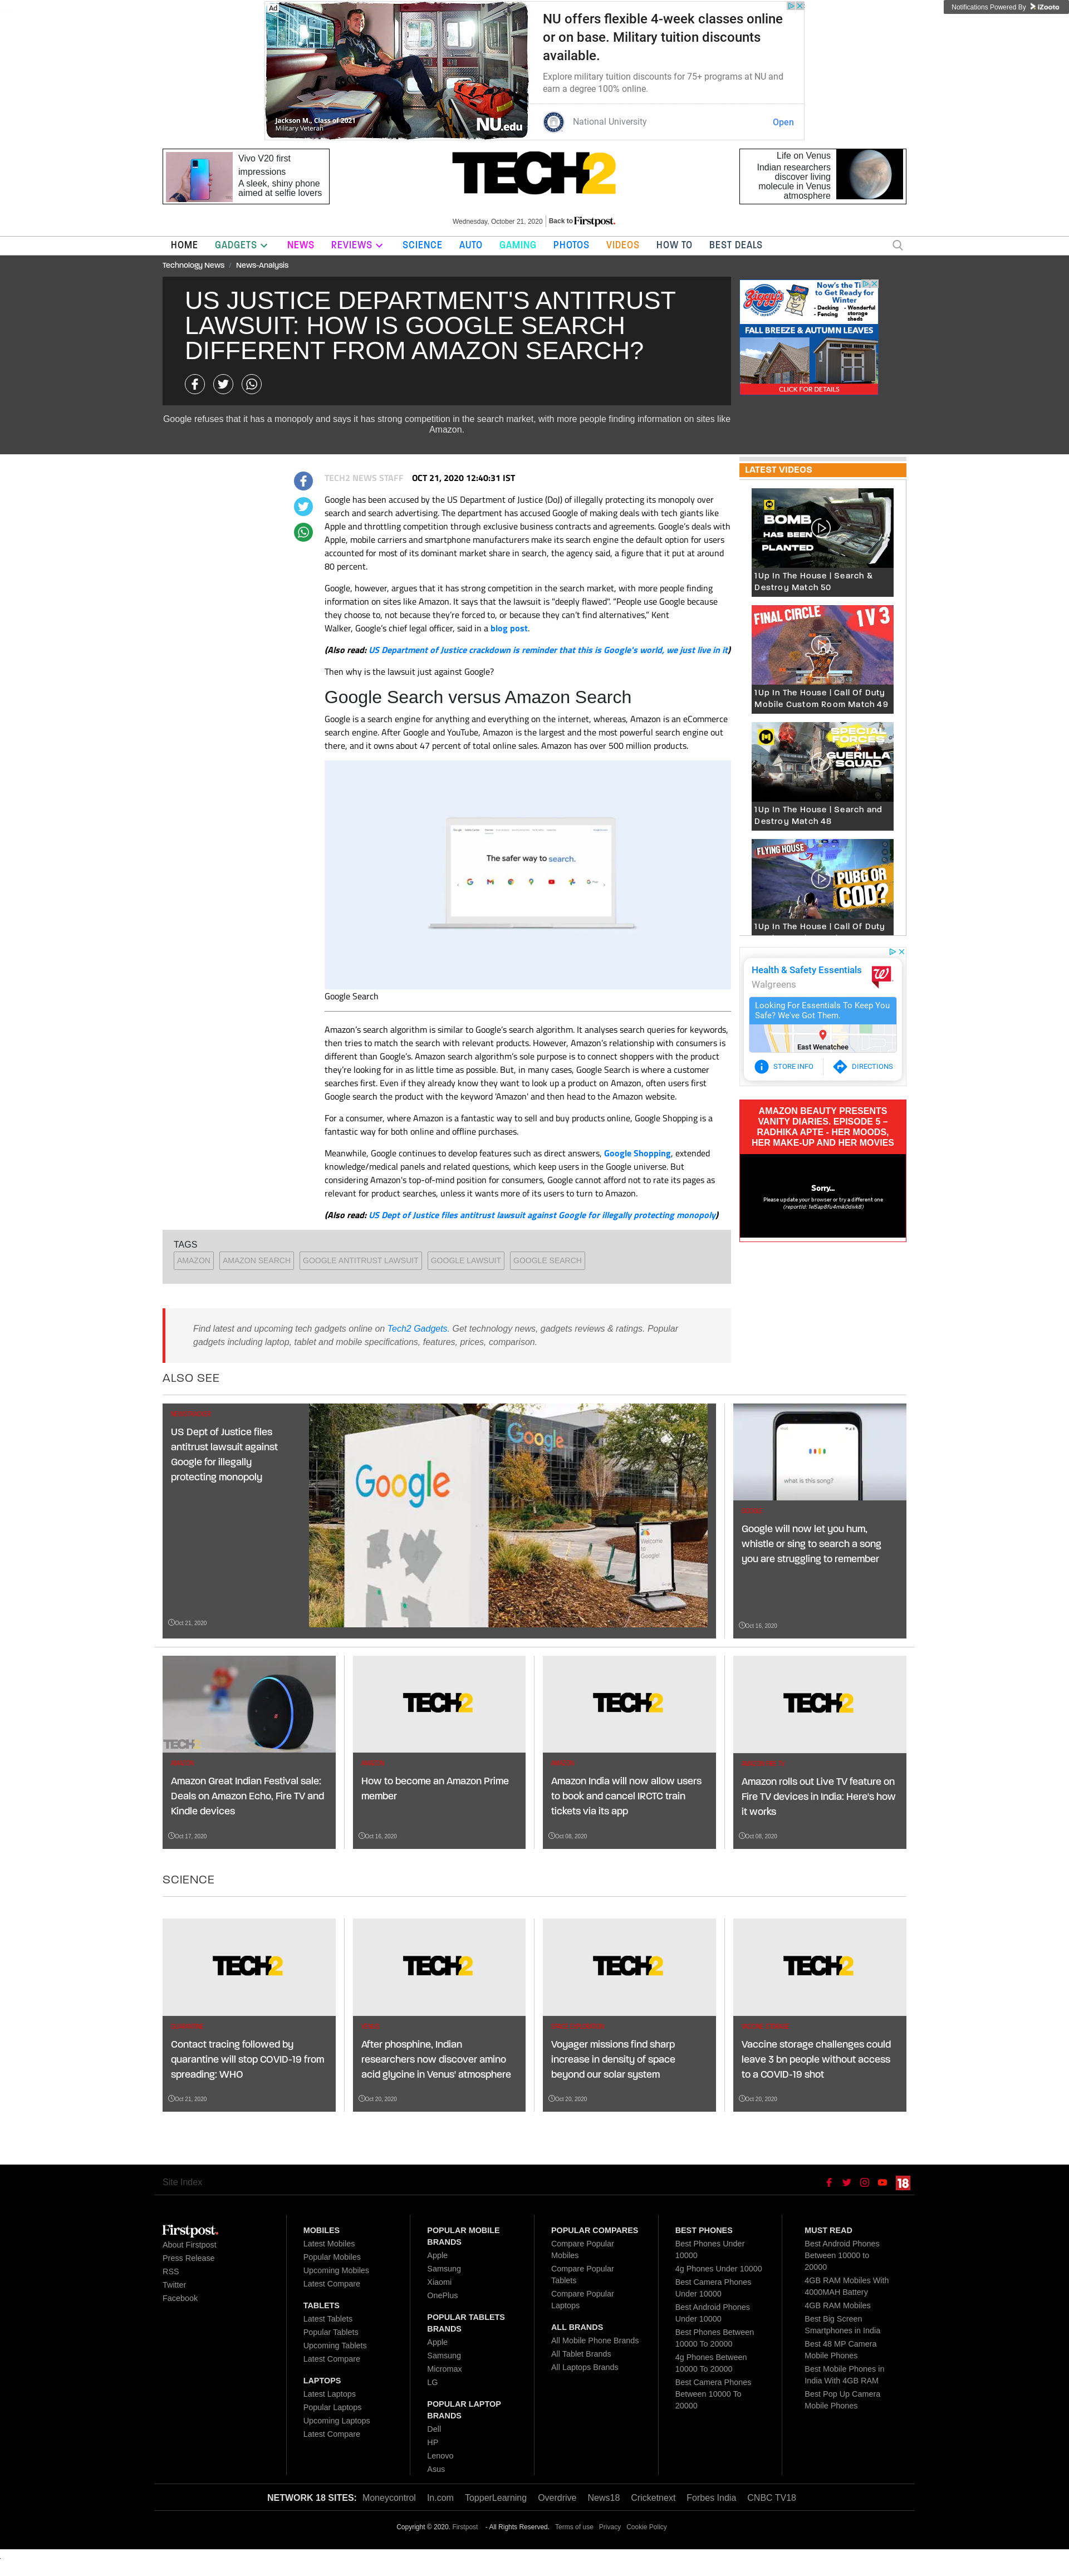 Notifications Powered By iZooto
Ad
Jackson M., Class of 2021
Military Veteran
NU.edu
NU offers flexible 4-week classes online
or on base. Military tuition discounts
available.
Explore military tuition discounts for 75+ programs at NU and
earn a degree 100% online.
National University
Open
Vivo V20 first
impressions
A sleek, shiny phone
aimed at selfie lovers
TECH2
Life on Venus
Indian researchers
discover living
molecule in Venus
atmosphere
Wednesday, October 21, 2020 Back to Firstpost.
HOME GADGETS NEWS REVIEWS SCIENCE AUTO GAMING PHOTOS VIDEOS HOW TO BEST DEALS
Technology News / News-Analysis
US JUSTICE DEPARTMENT'S ANTITRUST
LAWSUIT: HOW IS GOOGLE SEARCH
DIFFERENT FROM AMAZON SEARCH?
Google refuses that it has a monopoly and says it has strong competition in the search market, with more people finding information on sites like
Amazon.
Ziggy's
Now's the Ti
to Get Ready for
Winter
- Decking
- Fencing
- Wonderful
storage
sheds
FALL BREEZE & AUTUMN LEAVES
CLICK FOR DETAILS
TECH2 NEWS STAFF OCT 21, 2020 12:40:31 IST
Google has been accused by the US Department of Justice (DoJ) of illegally protecting its monopoly over
search and search advertising. The department has accused Google of making deals with tech giants like
Apple and throttling competition through exclusive business contracts and agreements. Google’s deals with
Apple, mobile carriers and smartphone manufacturers make its search engine the default option for users
accounted for most of its dominant market share in search, the agency said, a figure that it put at around
80 percent.
Google, however, argues that it has strong competition in the search market, with more people finding
information on sites like Amazon. It says that the lawsuit is "deeply flawed". “People use Google because
they choose to, not because they’re forced to, or because they can’t find alternatives,” Kent
Walker, Google’s chief legal officer, said in a blog post.
(Also read: US Department of Justice crackdown is reminder that this is Google's world, we just live in it)
Then why is the lawsuit just against Google?
Google Search versus Amazon Search
Google is a search engine for anything and everything on the internet, whereas, Amazon is an eCommerce
search engine. After Google and YouTube, Amazon is the largest and the most powerful search engine out
there, and it owns about 47 percent of total online sales. Amazon has over 500 million products.
The safer way to search.
Google Search
Amazon’s search algorithm is similar to Google’s search algorithm. It analyses search queries for keywords,
then tries to match the search with relevant products. However, Amazon’s relationship with consumers is
different than Google’s. Amazon search algorithm’s sole purpose is to connect shoppers with the product
they’re looking for in as little time as possible. But, in many cases, Google Search is where a customer
searches first. Even if they already know they want to look up a product on Amazon, often users first
Google search the product with the keyword 'Amazon' and then head to the Amazon website.
For a consumer, where Amazon is a fantastic way to sell and buy products online, Google Shopping is a
fantastic way for both online and offline purchases.
Meanwhile, Google continues to develop features such as direct answers, Google Shopping, extended
knowledge/medical panels and related questions, which keep users in the Google universe. But
considering Amazon’s top-of-mind position for consumers, Google cannot afford not to rate its pages as
relevant for product searches, unless it wants more of its users to turn to Amazon.
(Also read: US Dept of Justice files antitrust lawsuit against Google for illegally protecting monopoly)
TAGS
AMAZON AMAZON SEARCH GOOGLE ANTITRUST LAWSUIT GOOGLE LAWSUIT GOOGLE SEARCH
Find latest and upcoming tech gadgets online on Tech2 Gadgets. Get technology news, gadgets reviews & ratings. Popular
gadgets including laptop, tablet and mobile specifications, features, prices, comparison.
LATEST VIDEOS
BOMB
HAS BEEN
PLANTED
1Up In The House | Search &
Destroy Match 50
FINAL CIRCLE 1 V 3
1Up In The House | Call Of Duty
Mobile Custom Room Match 49
SPECIAL
FORCES
GUERILLA
SQUAD
1Up In The House | Search and
Destroy Match 48
FLYING HOUSE
PUBG OR
COD?
1Up In The House | Call Of Duty
Health & Safety Essentials
Walgreens
Looking For Essentials To Keep You
Safe? We've Got Them.
East Wenatchee
STORE INFO DIRECTIONS
AMAZON BEAUTY PRESENTS
VANITY DIARIES. EPISODE 5 –
RADHIKA APTE - HER MOODS,
HER MAKE-UP AND HER MOVIES
Sorry...
Please update your browser or try a different one
ALSO SEE
US Dept of Justice files
antitrust lawsuit against
Google for illegally
protecting monopoly
Oct 21, 2020
Google
Google
Welcome
to
Google
what is this song?
Google will now let you hum,
whistle or sing to search a song
you are struggling to remember
Oct 16, 2020
TECH2
Amazon Great Indian Festival sale:
Deals on Amazon Echo, Fire TV and
Kindle devices
Oct 17, 2020
TECH2
How to become an Amazon Prime
member
Oct 16, 2020
TECH2
Amazon India will now allow users
to book and cancel IRCTC train
tickets via its app
Oct 08, 2020
TECH2
Amazon rolls out Live TV feature on
Fire TV devices in India: Here's how
it works
Oct 08, 2020
SCIENCE
TECH2
Contact tracing followed by
quarantine will stop COVID-19 from
spreading: WHO
Oct 21, 2020
TECH2
After phosphine, Indian
researchers now discover amino
acid glycine in Venus' atmosphere
Oct 20, 2020
TECH2
Voyager missions find sharp
increase in density of space
beyond our solar system
Oct 20, 2020
TECH2
Vaccine storage challenges could
leave 3 bn people without access
to a COVID-19 shot
Oct 20, 2020
Site Index
18
Firstpost.
About Firstpost
Press Release
RSS
Twitter
Facebook
MOBILES
Latest Mobiles
Popular Mobiles
Upcoming Mobiles
Latest Compare
TABLETS
Latest Tablets
Popular Tablets
Upcoming Tablets
Latest Compare
LAPTOPS
Latest Laptops
Popular Laptops
Upcoming Laptops
Latest Compare
POPULAR MOBILE
BRANDS
Apple
Samsung
Xiaomi
OnePlus
POPULAR TABLETS
BRANDS
Apple
Samsung
Micromax
LG
POPULAR LAPTOP
BRANDS
Dell
HP
Lenovo
Asus
POPULAR COMPARES
Compare Popular
Mobiles
Compare Popular
Tablets
Compare Popular
Laptops
ALL BRANDS
All Mobile Phone Brands
All Tablet Brands
All Laptops Brands
BEST PHONES
Best Phones Under
10000
4g Phones Under 10000
Best Camera Phones
Under 10000
Best Android Phones
Under 10000
Best Phones Between
10000 To 20000
4g Phones Between
10000 To 20000
Best Camera Phones
Between 10000 To
20000
MUST READ
Best Android Phones
Between 10000 to
20000
4GB RAM Mobiles With
4000MAH Battery
4GB RAM Mobiles
Best Big Screen
Smartphones in India
Best 48 MP Camera
Mobile Phones
Best Mobile Phones in
India With 4GB RAM
Best Pop Up Camera
Mobile Phones
NETWORK 18 SITES: Moneycontrol In.com TopperLearning Overdrive News18 Cricketnext Forbes India CNBC TV18
Copyright © 2020. Firstpost - All Rights Reserved. Terms of use Privacy Cookie Policy